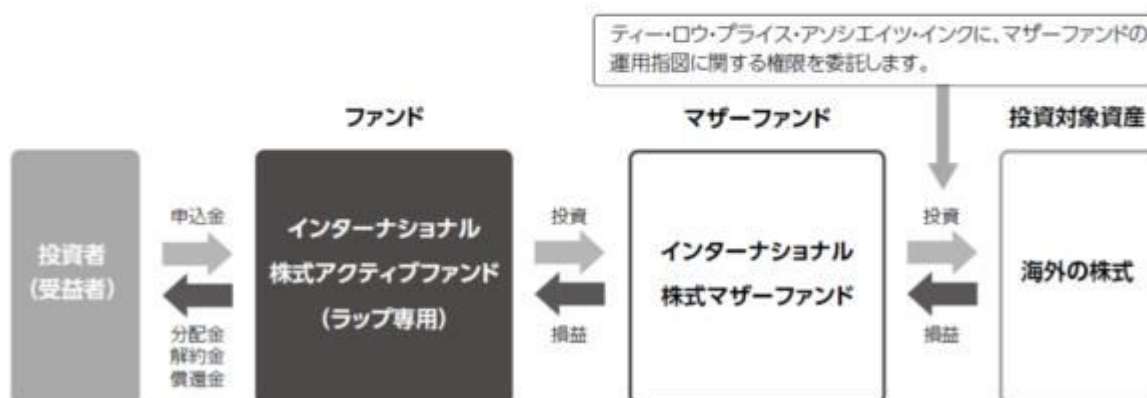 ティー・ロウ・プライス・アソシエイツ・インクに、マザーファンドの
運用指図に関する権限を委託します。
ファンド
マザーファンド
投資対象資産
投資者
(受益者)
申込金
分配金
解約金
償還金
インターナショナル
株式アクティブファンド
(ラップ専用)
投資
損益
インターナショナル
株式マザーファンド
投資
損益
海外の株式